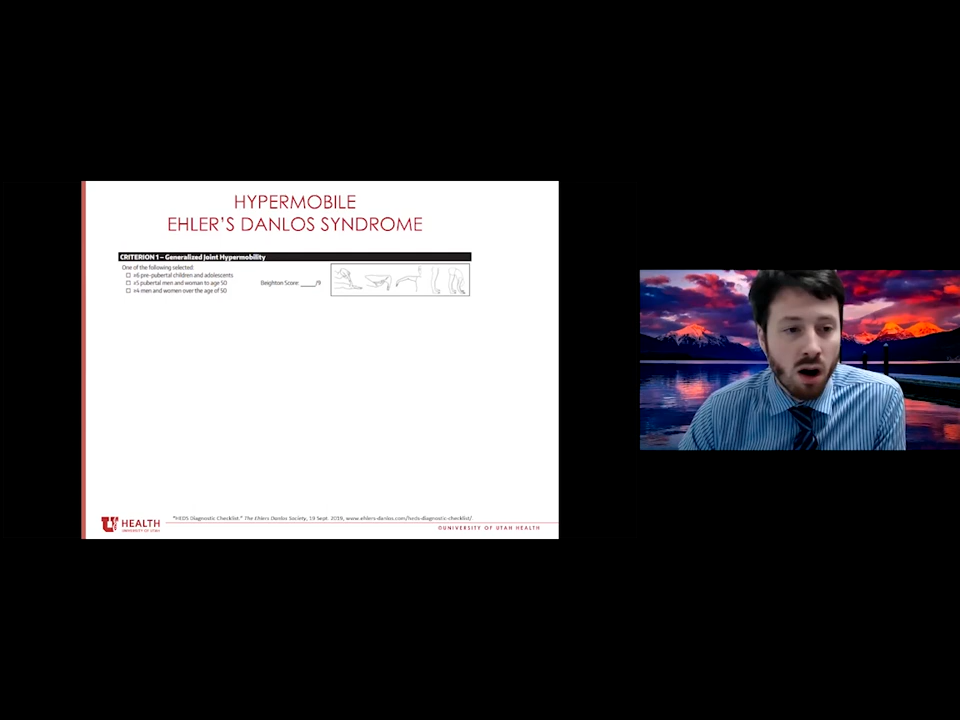 HYPERMOBILE
EHLER'S DANLOS SYNDROME
CRITERION 1 – Generalized Joint Hypermobility
One of the following selected:
☐ ≥6 pre-pubertal children and adolescents
☐ ≥5 pubertal men and woman to age 50
☐ ≥4 men and women over the age of 50
Beighton Score: ____/9
"HEDS Diagnostic Checklist." The Ehlers Danlos Society, 19 Sept. 2019, www.ehlers-danlos.com/heds-diagnostic-checklist/.
U HEALTH
UNIVERSITY OF UTAH
©UNIVERSITY OF UTAH HEALTH